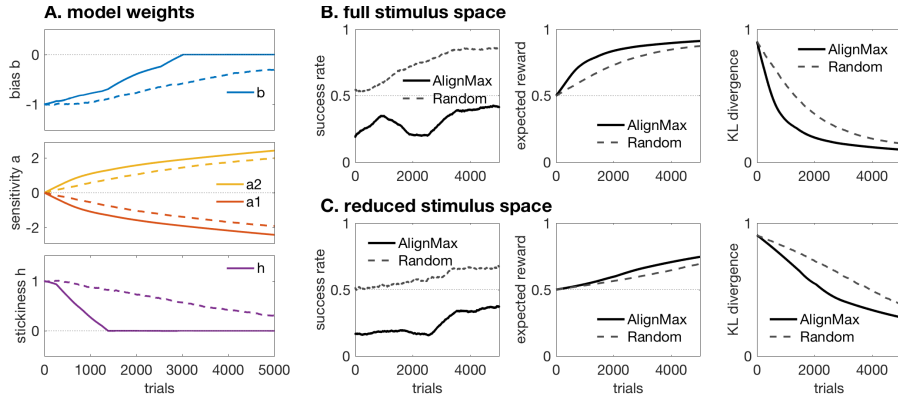 A. model weights
bias b
0
-1
b
sensitivity a
2
0
-2
a2
a1
stickiness h
1
0
h
0 1000 2000 3000 4000 5000
trials
B. full stimulus space
success rate
1
0.5
0
AlignMax
Random
0 2000 4000
expected reward
1
0.5
0
AlignMax
Random
0 2000 4000
KL divergence
1
0
AlignMax
Random
0 2000 4000
C. reduced stimulus space
success rate
1
0.5
0
AlignMax
Random
0 2000 4000
trials
expected reward
1
0.5
0
AlignMax
Random
0 2000 4000
trials
KL divergence
1
0
AlignMax
Random
0 2000 4000
trials